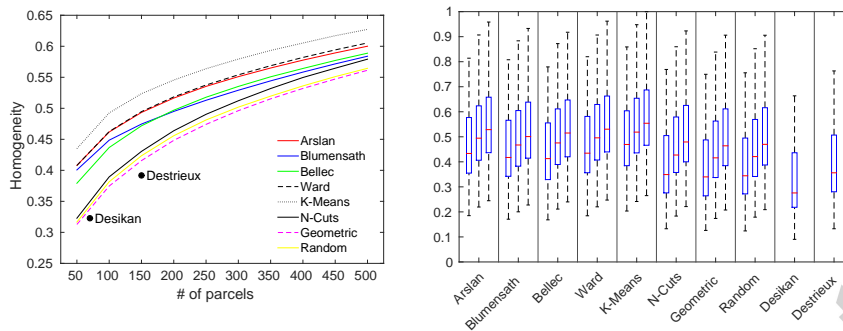 0.65
0.6
0.55
0.5
0.45
0.4
0.35
0.3
0.25
Homogeneity
50 100 150 200 250 300 350 400 450 500
# of parcels
Destrieux
Desikan
Arslan
Blumensath
Bellec
Ward
K-Means
N-Cuts
Geometric
Random
1
0.9
0.8
0.7
0.6
0.5
0.4
0.3
0.2
0.1
0
Arslan
Blumensath
Bellec
Ward
K-Means
N-Cuts
Geometric
Random
Desikan
Destrieux